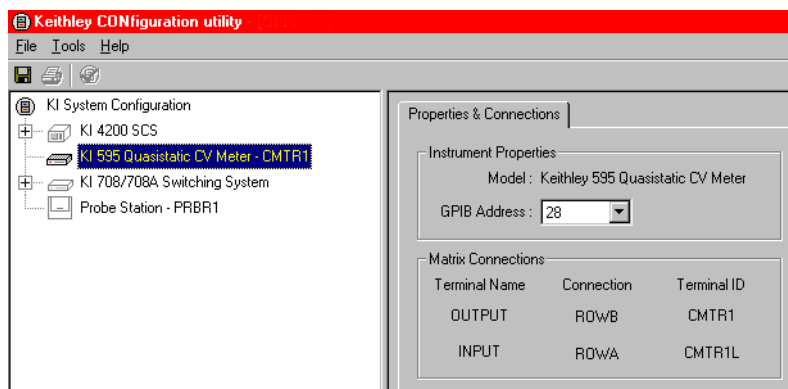 Keithley CONfiguration utility
File Tools Help
KI System Configuration
KI 4200 SCS
KI 595 Quasistatic CV Meter - CMTR1
KI 708/708A Switching System
Probe Station - PRBR1
Properties & Connections
Instrument Properties
Model : Keithley 595 Quasistatic CV Meter
GPIB Address : 28
Matrix Connections
Terminal Name Connection Terminal ID
OUTPUT ROWB CMTR1
INPUT ROWA CMTR1L